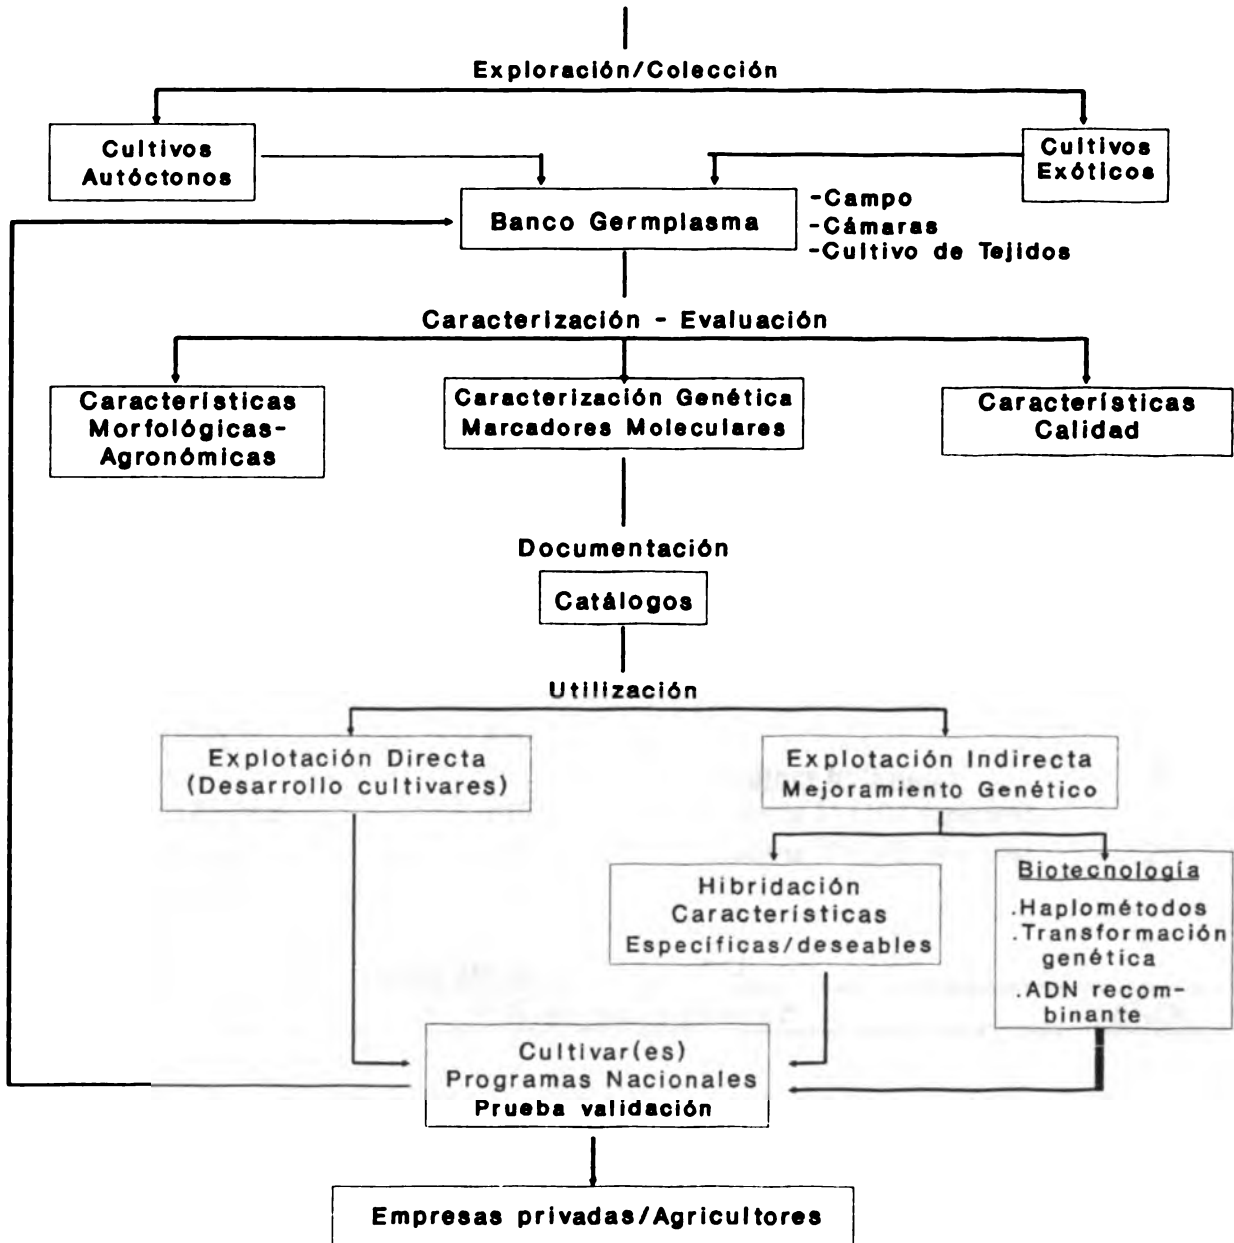 Exploración/Colección
Cultivos
Autóctonos
Cultivos
Exóticos
Banco Germplasma
-Campo
-Cámaras
-Cultivo de Tejidos
Caracterización - Evaluación
Características
Morfológicas-
Agronómicas
Caracterización Genética
Marcadores Moleculares
Características
Calidad
Documentación
Catálogos
Utilización
Explotación Directa
(Desarrollo cultivares)
Explotación Indirecta
Mejoramiento Genético
Hibridación
Características
Especificas/deseables
Biotecnología
.Haplométodos
.Transformación
genética
.ADN recom-
binante
Cultivar(es)
Programas Nacionales
Prueba validación
Empresas privadas/Agricultores